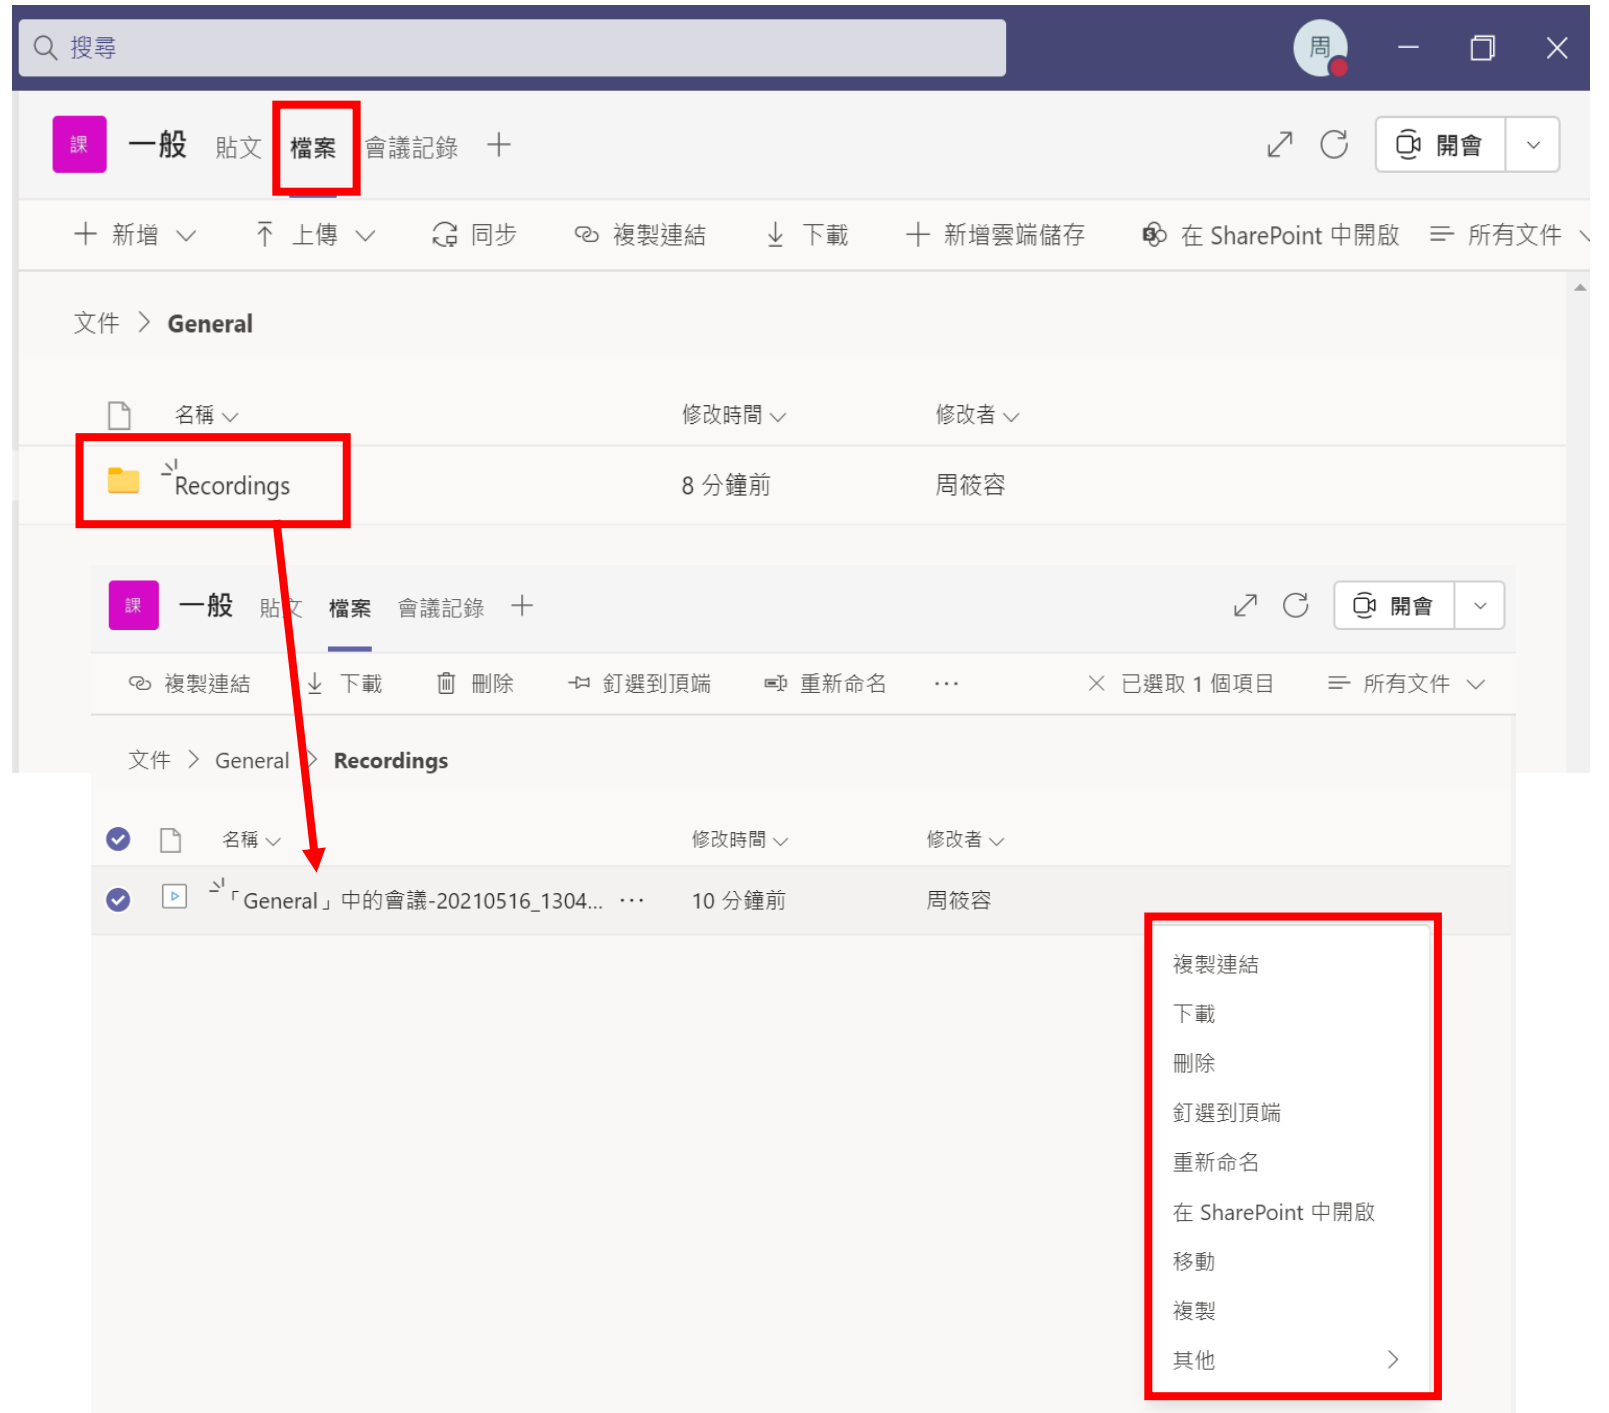 搜尋
周
課 一般 貼文 檔案 會議記錄
開會
新增 上傳 同步 複製連結 下載 新增雲端儲存 在 SharePoint 中開啟 所有文件
文件 > General
名稱 修改時間 修改者
Recordings 8 分鐘前 周筱容
課 一般 貼文 檔案 會議記錄
開會
複製連結 下載 刪除 釘選到頂端 重新命名 ··· 已選取 1 個項目 所有文件
文件 > General > Recordings
名稱 修改時間 修改者
「General」中的會議-20210516_1304... ··· 10 分鐘前 周筱容
複製連結
下載
刪除
釘選到頂端
重新命名
在 SharePoint 中開啟
移動
複製
其他 >